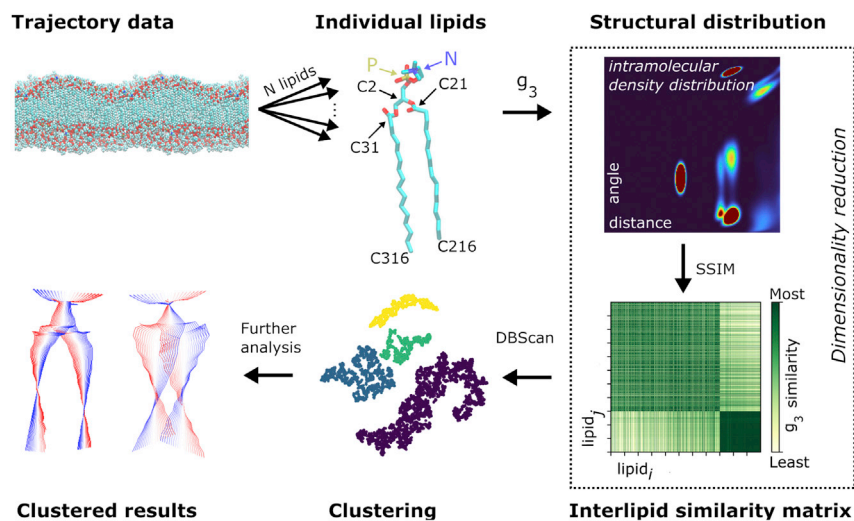 Trajectory data
Individual lipids
Structural distribution
N lipids
...
P
N
C2
C21
C31
C316
C216
g3
intramolecular
density distribution
angle
distance
Dimensionality reduction
SSIM
Most
g3 similarity
Least
lipidj
lipidi
DBScan
Further
analysis
Clustered results
Clustering
Interlipid similarity matrix